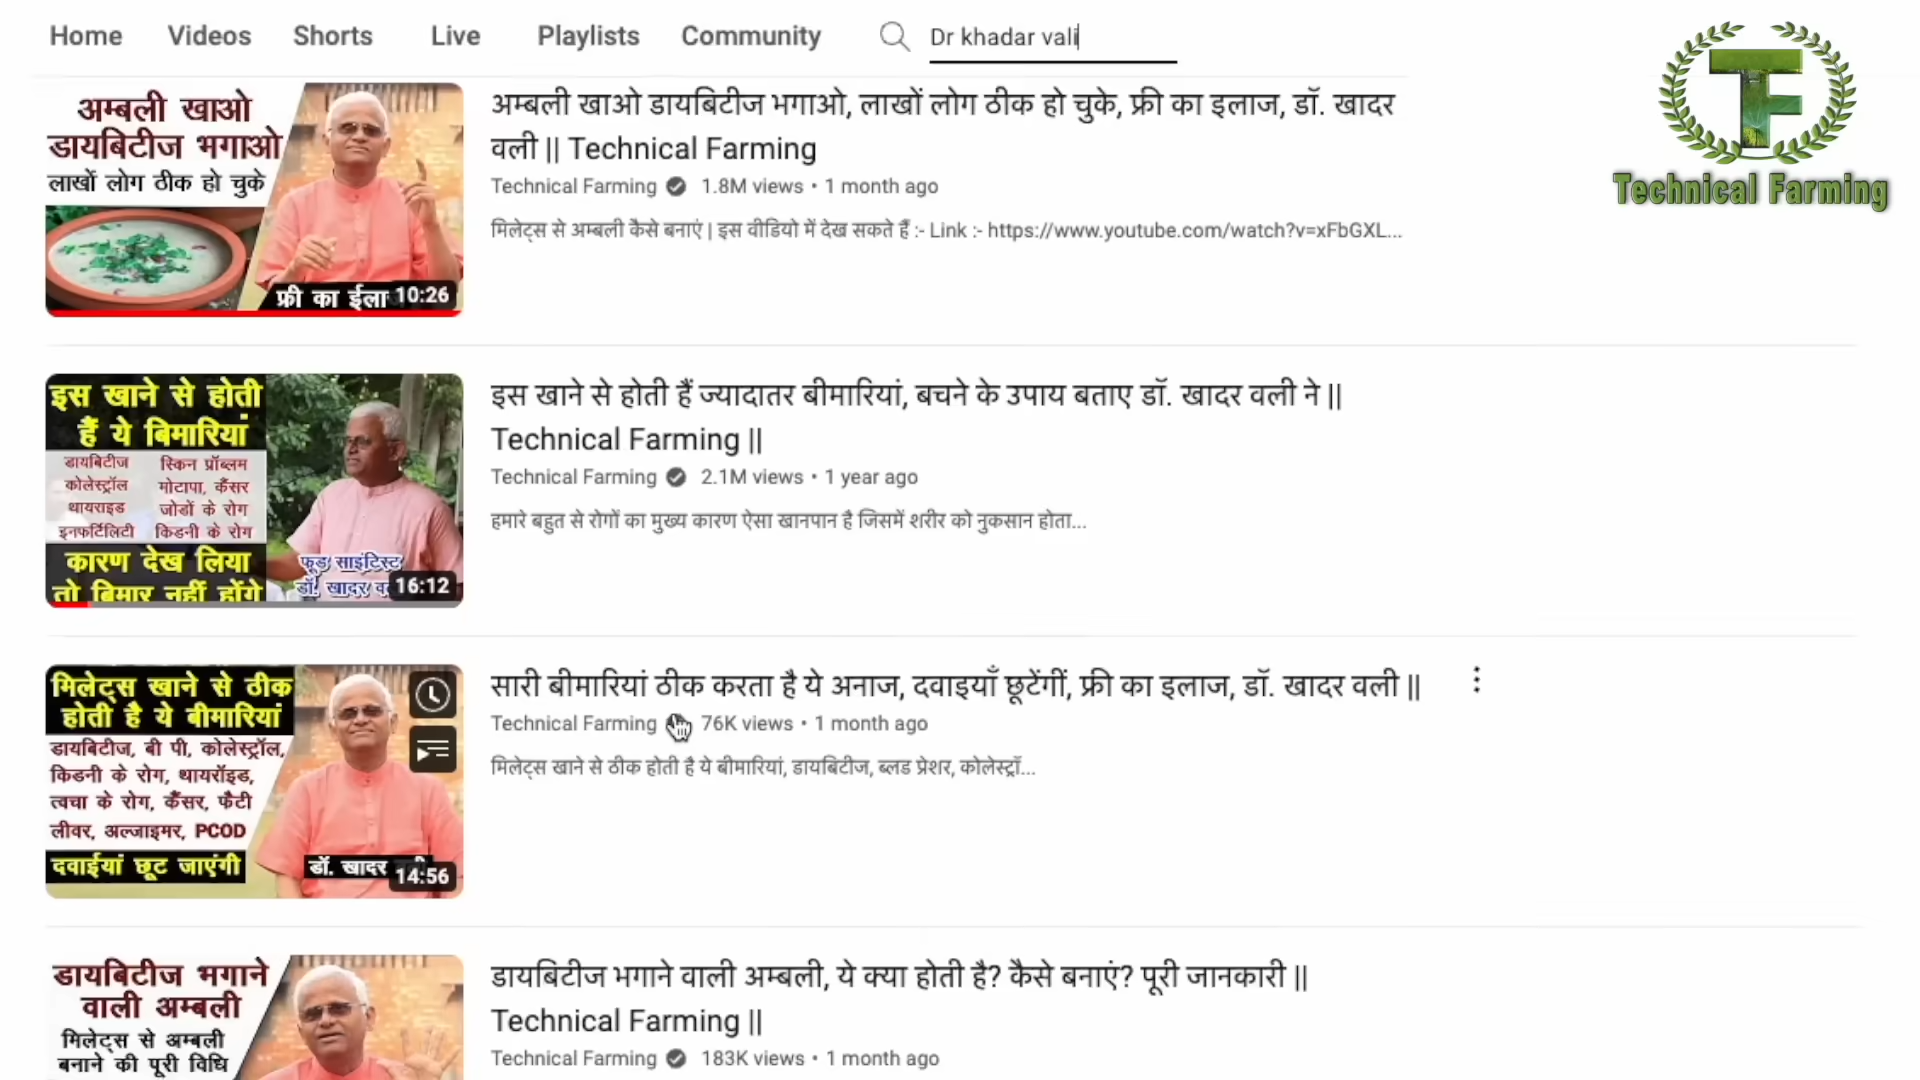 Home Videos Shorts Live Playlists Community Dr khadar vali
Technical Farming
अम्बली खाओ
डायबिटीज भगाओ
लाखों लोग ठीक हो चुके
फ्री का ईला 10:26
अम्बली खाओ डायबिटीज भगाओ, लाखों लोग ठीक हो चुके, फ्री का इलाज, डॉ. खादर
वली || Technical Farming
Technical Farming 1.8M views • 1 month ago
मिलेट्स से अम्बली कैसे बनाएं | इस वीडियो में देख सकते हैं :- Link :- https://www.youtube.com/watch?v=xFbGXL...
इस खाने से होती
हैं ये बिमारियां
डायबिटीज स्किन प्रॉब्लम
कोलेस्ट्रॉल मोटापा, कैंसर
थायराइड जोडों के रोग
इनफर्टिलिटी किडनी के रोग
कारण देख लिया
तो बिमार नहीं होंगे
फूड साइंटिस्ट
डॉ. खादर व 16:12
इस खाने से होती हैं ज्यादातर बीमारियां, बचने के उपाय बताए डॉ. खादर वली ने ||
Technical Farming ||
Technical Farming 2.1M views • 1 year ago
हमारे बहुत से रोगों का मुख्य कारण ऐसा खानपान है जिसमें शरीर को नुकसान होता...
मिलेट्स खाने से ठीक
होती है ये बीमारियां
डायबिटीज, बी पी, कोलेस्ट्रॉल,
किडनी के रोग, थायरॉइड,
त्वचा के रोग, कैंसर, फैटी
लीवर, अल्जाइमर, PCOD
दवाईयां छूट जाएंगी
डॉ. खादर 14:56
सारी बीमारियां ठीक करता है ये अनाज, दवाइयाँ छूटेंगीं, फ्री का इलाज, डॉ. खादर वली ||
Technical Farming 76K views • 1 month ago
मिलेट्स खाने से ठीक होती है ये बीमारियां, डायबिटीज, ब्लड प्रेशर, कोलेस्ट्रॉ...
डायबिटीज भगाने
वाली अम्बली
मिलेट्स से अम्बली
बनाने की पूरी विधि
डायबिटीज भगाने वाली अम्बली, ये क्या होती है? कैसे बनाएं? पूरी जानकारी ||
Technical Farming ||
Technical Farming 183K views • 1 month ago